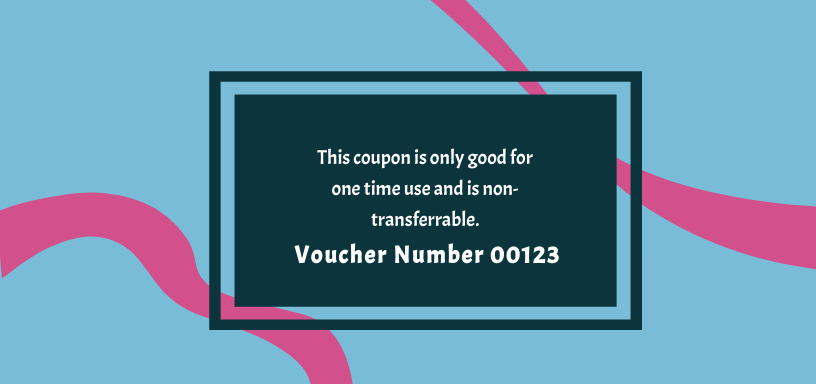 This coupon is only good for
one time use and is non-
transferrable.
Voucher Number 00123